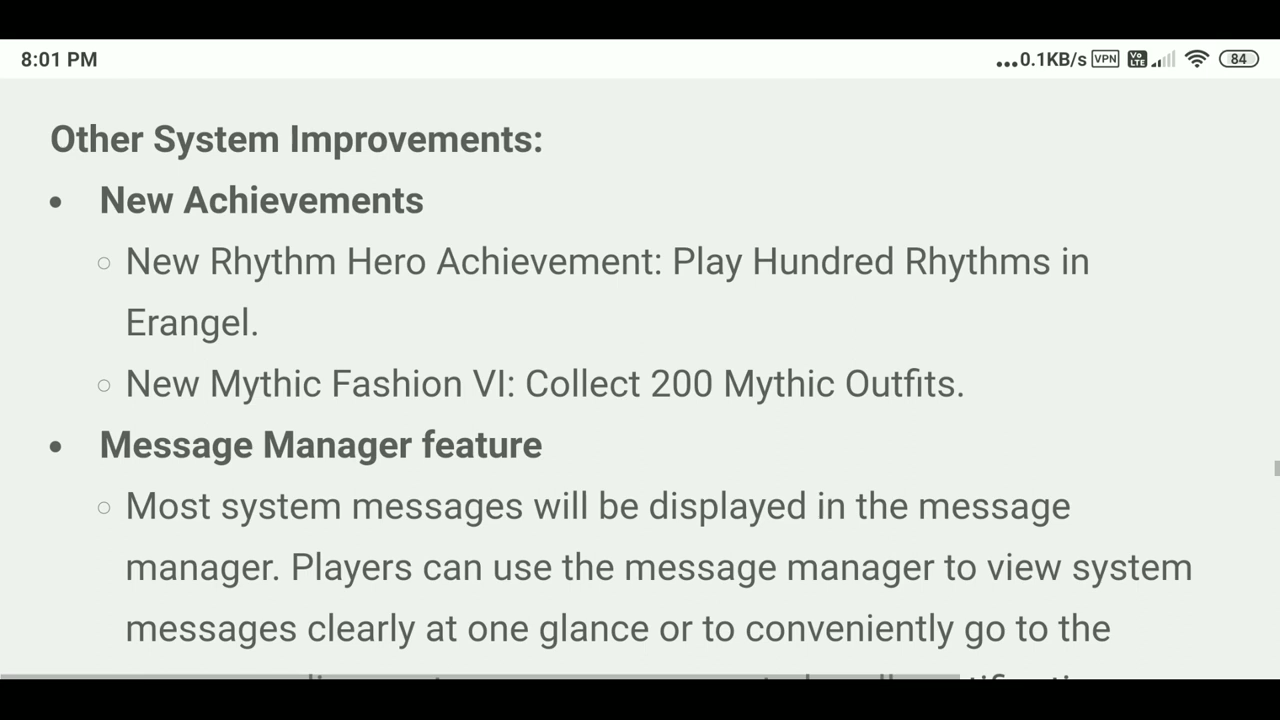 8:01 PM
...0.1KB/s VPN Vo LTE 84
Other System Improvements:
• New Achievements
○ New Rhythm Hero Achievement: Play Hundred Rhythms in
Erangel.
○ New Mythic Fashion VI: Collect 200 Mythic Outfits.
• Message Manager feature
○ Most system messages will be displayed in the message
manager. Players can use the message manager to view system
messages clearly at one glance or to conveniently go to the